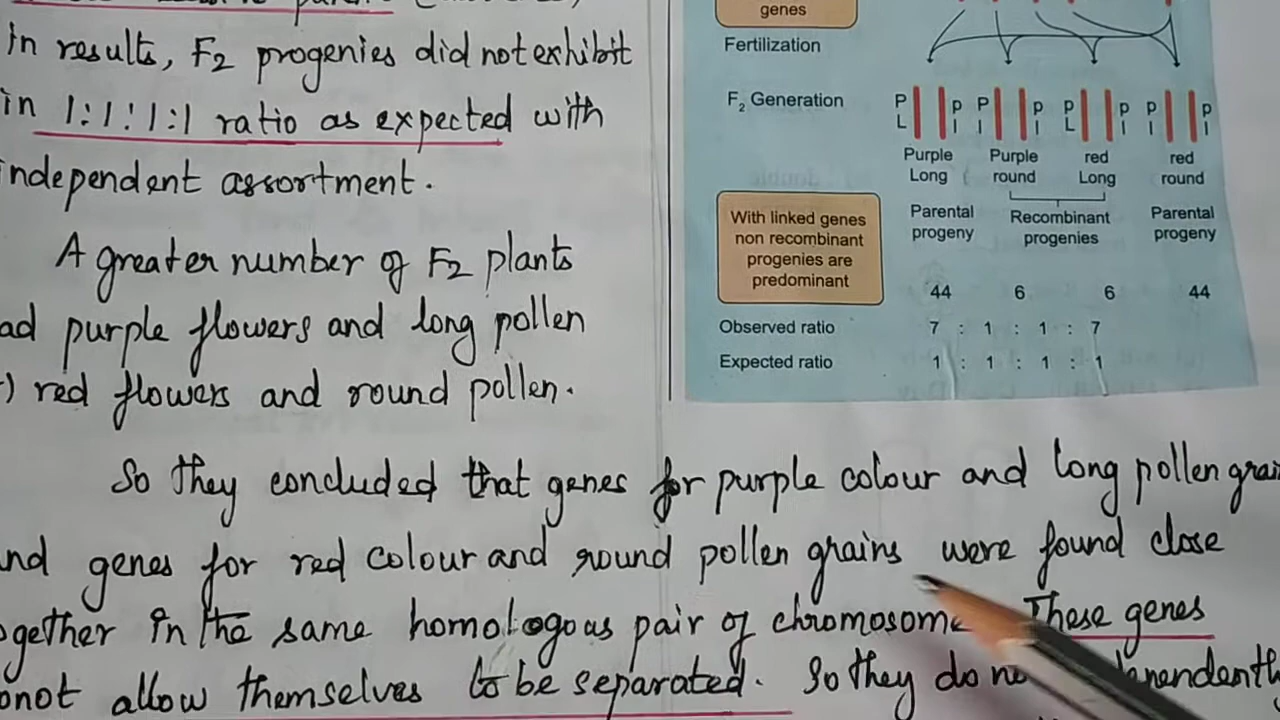 in results, F2 progenies did not exhibit
in 1:1:1:1 ratio as expected with
independent assortment.
A greater number of F2 plants
ad purple flowers and long pollen
) red flowers and round pollen.
So they concluded that genes for purple colour and long pollen grai
nd genes for red colour and round pollen grains were found close
ogether in the same homologous pair of chromosome These genes
onot allow themselves to be separated. So they do
genes
Fertilization
F2 Generation
P L p l P l p l p L p l p l p l
Purple Long
Purple round
red Long
red round
Parental progeny
Recombinant progenies
Parental progeny
With linked genes
non recombinant
progenies are
predominant
44 6 6 44
Observed ratio 7 : 1 : 1 : 7
Expected ratio 1 : 1 : 1 : 1